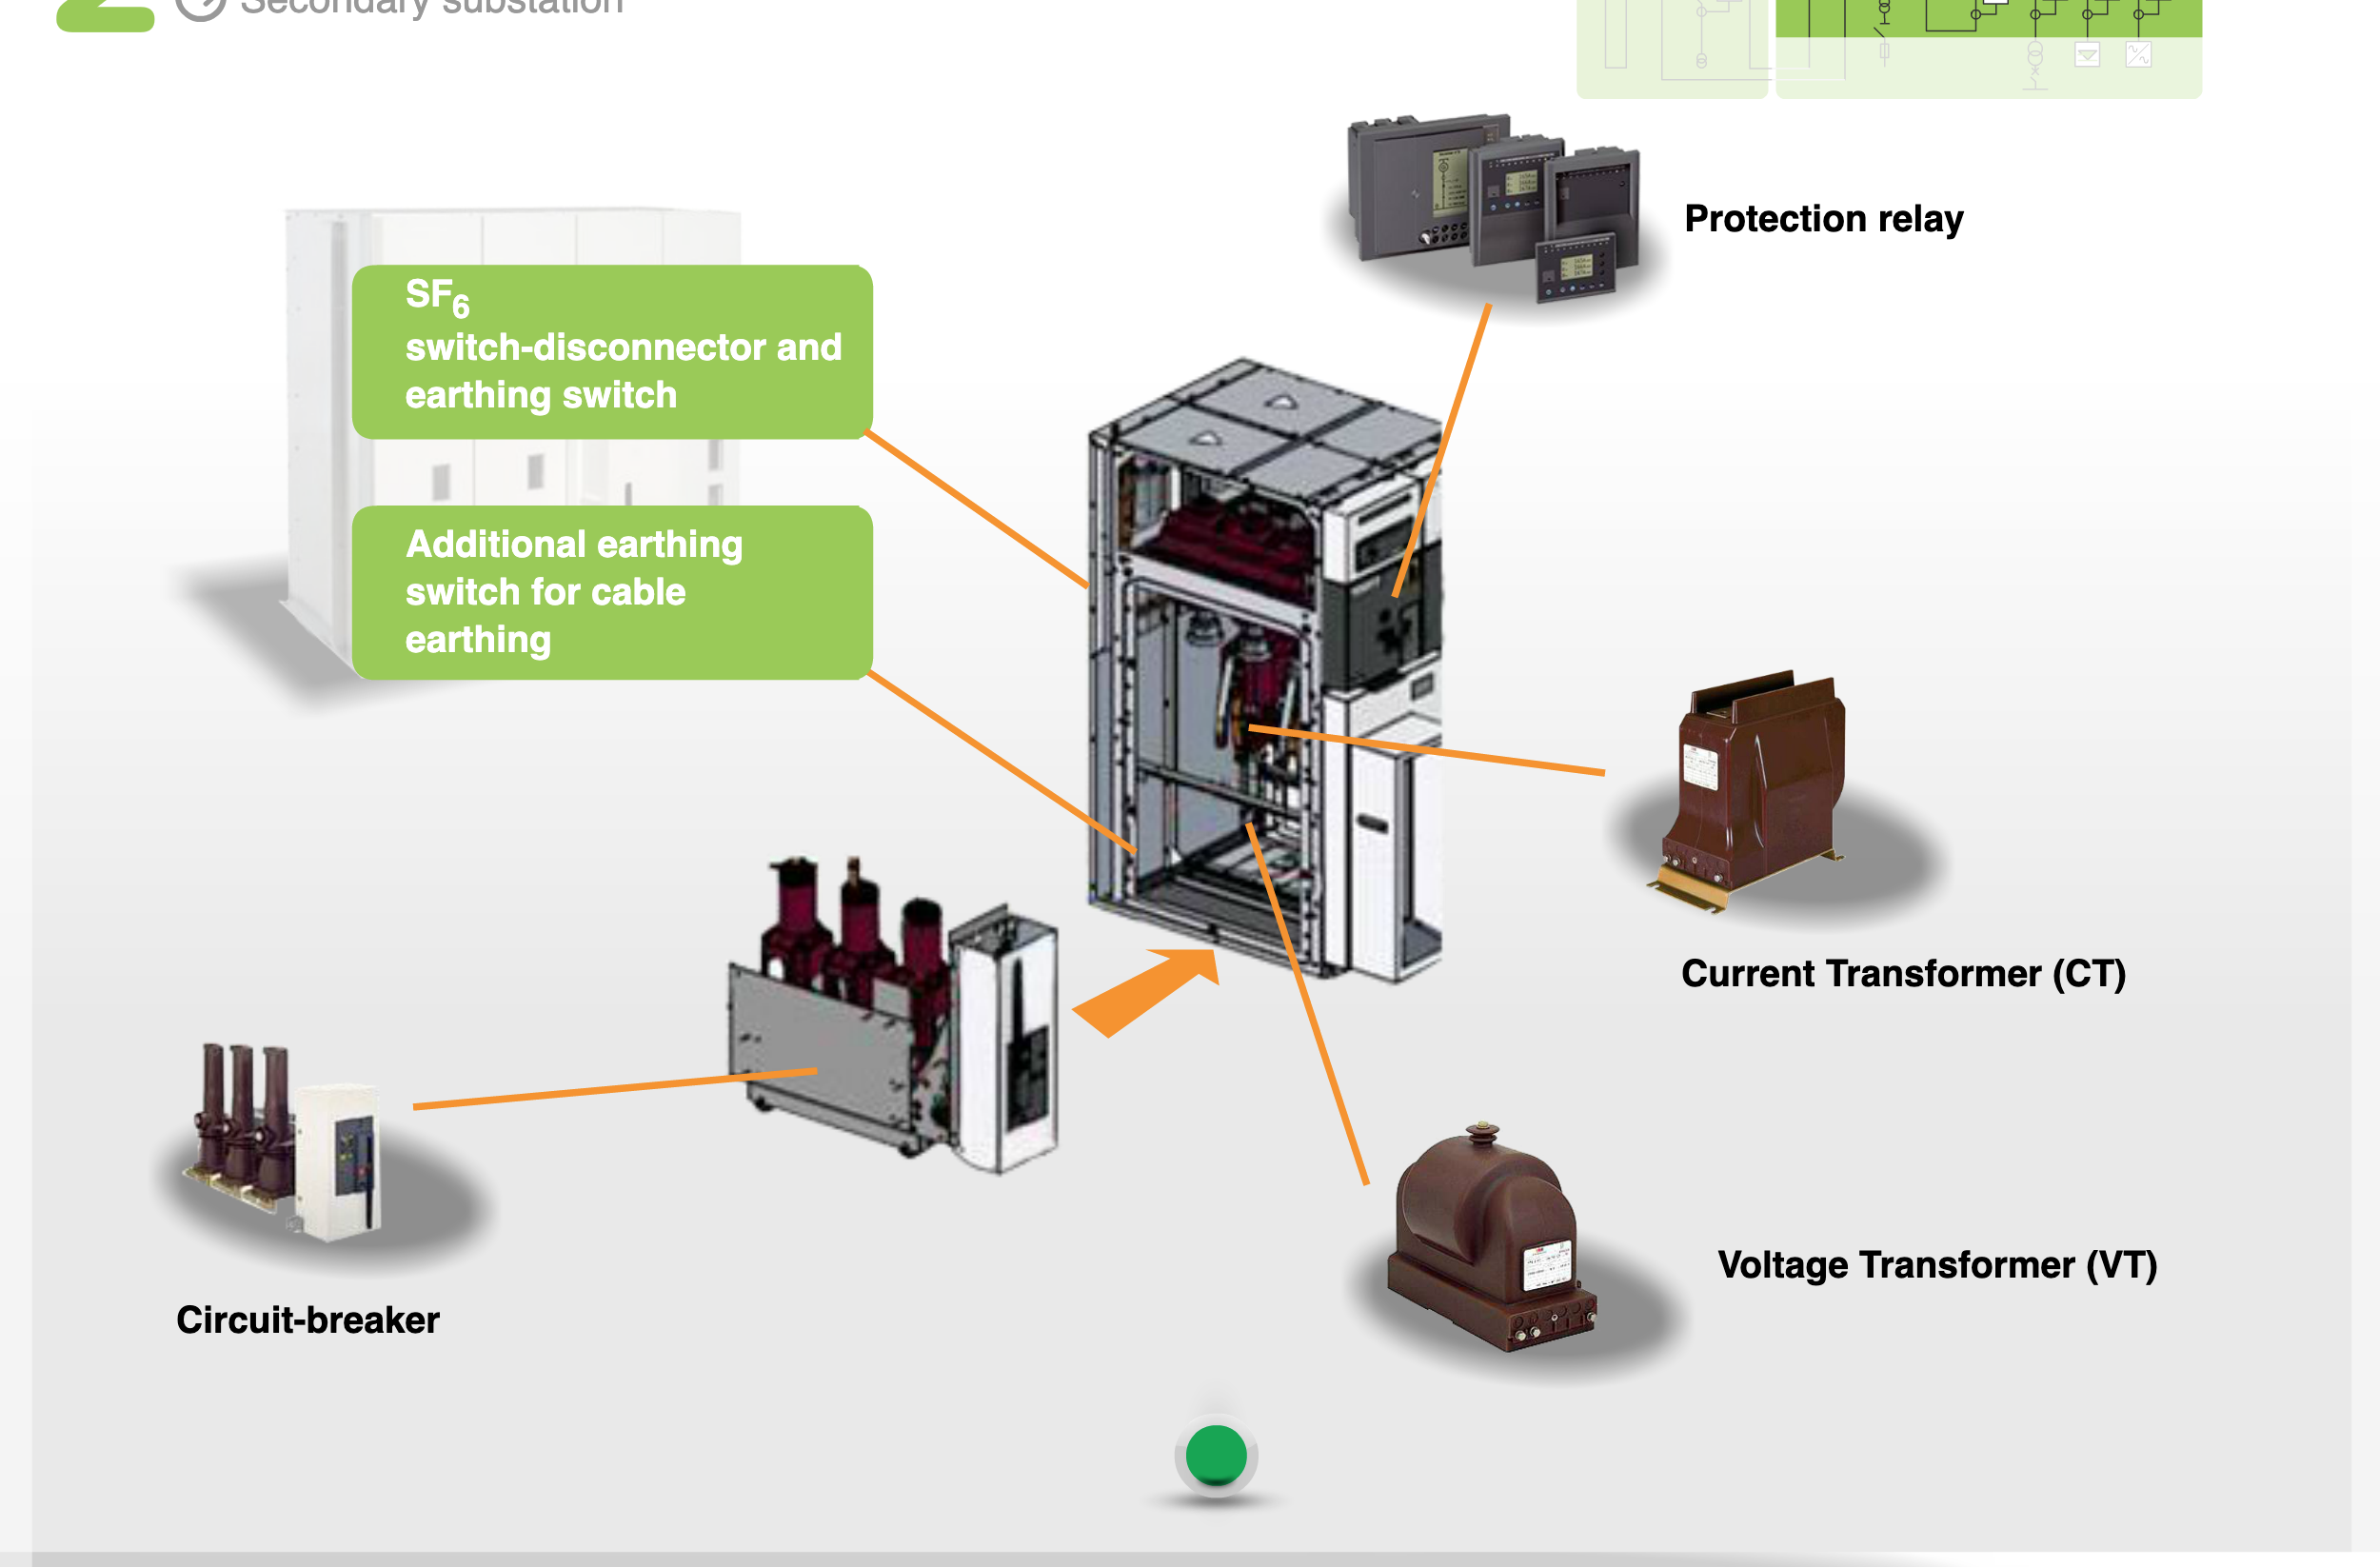 Secondary substation
Protection relay
SF6
switch-disconnector and
earthing switch
Additional earthing
switch for cable
earthing
Current Transformer (CT)
Voltage Transformer (VT)
Circuit-breaker